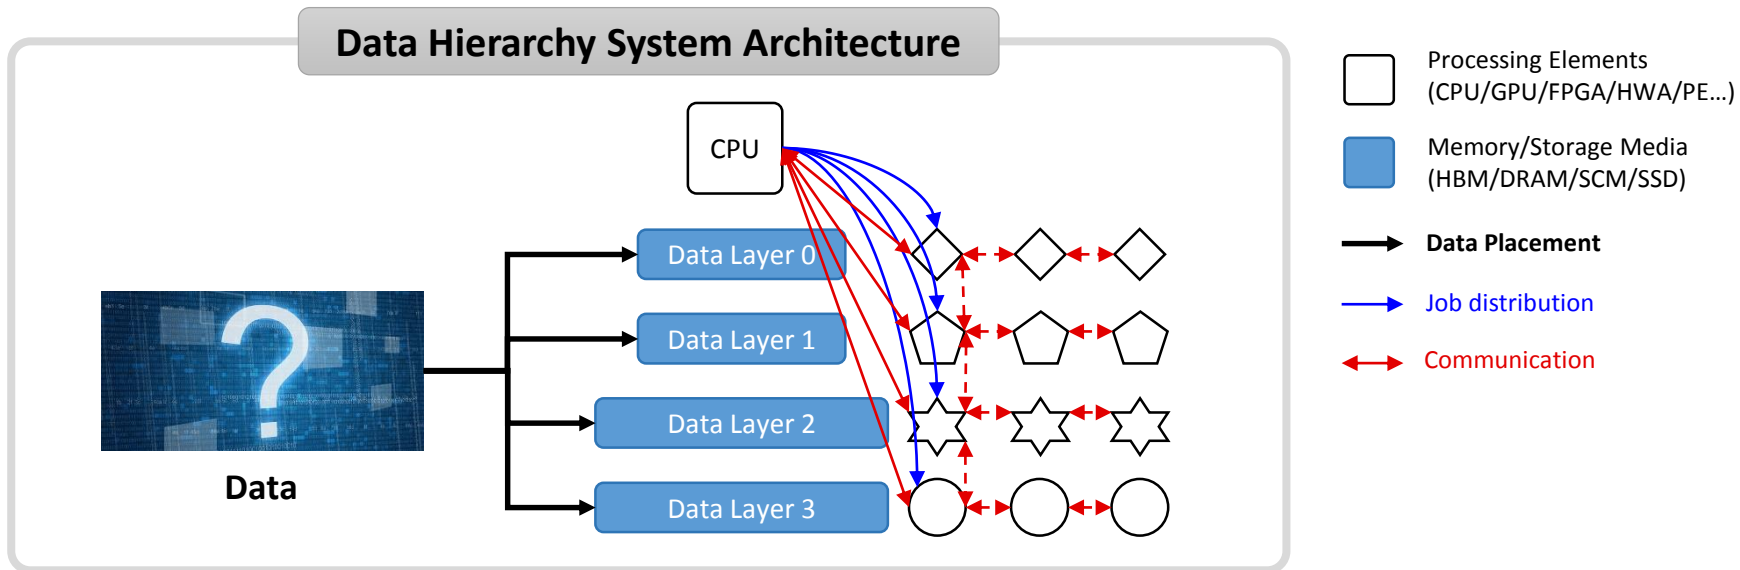 Data Hierarchy System Architecture
CPU
Data Layer 0
Data Layer 1
Data Layer 2
Data Layer 3
?
Data
Processing Elements
(CPU/GPU/FPGA/HWA/PE...)
Memory/Storage Media
(HBM/DRAM/SCM/SSD)
Data Placement
Job distribution
Communication